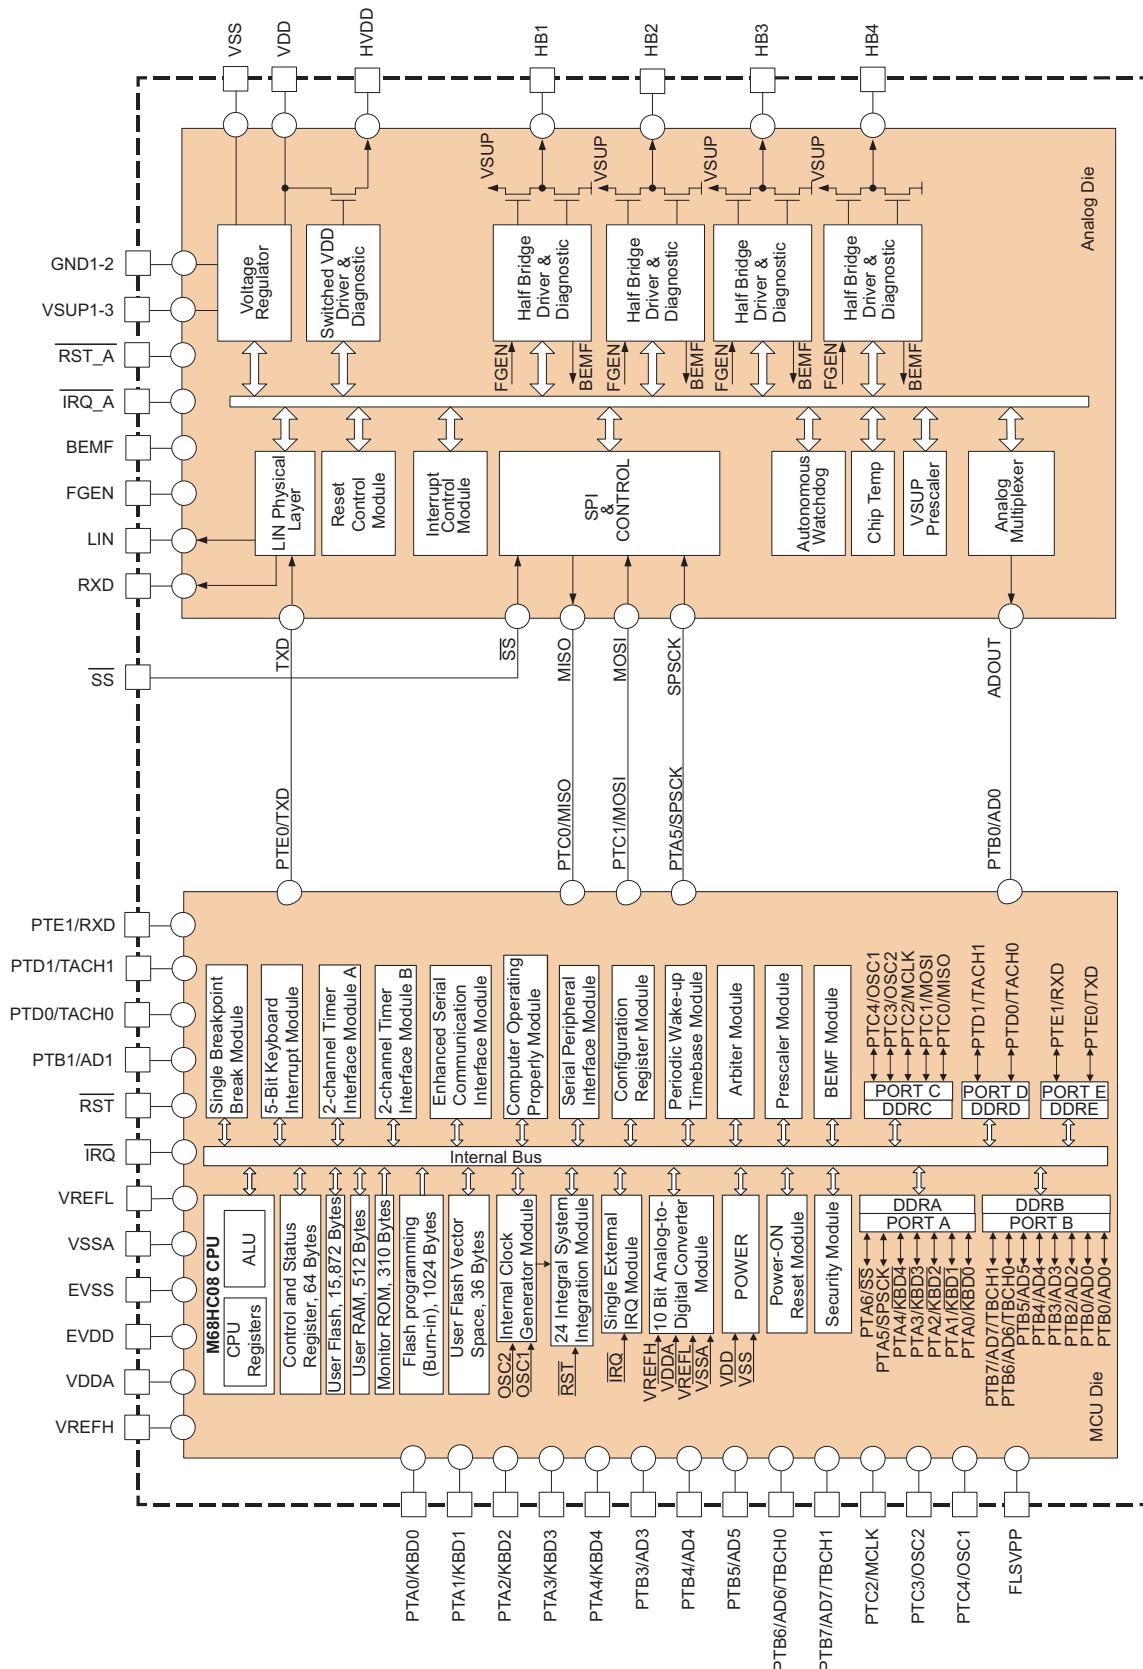 VSS
VDD
HVDD
HB1
HB2
HB3
HB4
GND1-2
VSUP1-3
RST_A
IRQ_A
BEMF
FGEN
LIN
RXD
SS
Analog Die
Voltage
Regulator
Switched VDD
Driver &
Diagnostic
VSUP
Half Bridge
Driver &
Diagnostic
FGEN
BEMF
VSUP
Half Bridge
Driver &
Diagnostic
FGEN
BEMF
VSUP
Half Bridge
Driver &
Diagnostic
FGEN
BEMF
VSUP
Half Bridge
Driver &
Diagnostic
FGEN
BEMF
LIN Physical
Layer
Reset
Control
Module
Interrupt
Control
Module
SPI
&
CONTROL
Autonomous
Watchdog
Chip Temp
VSUP
Prescaler
Analog
Multiplexer
TXD
SS
MISO
MOSI
SPSCK
ADOUT
PTE0/TXD
PTC0/MISO
PTC1/MOSI
PTA5/SPSCK
PTB0/AD0
PTE1/RXD
PTD1/TACH1
PTD0/TACH0
PTB1/AD1
RST
IRQ
VREFL
VSSA
EVSS
EVDD
VDDA
VREFH
Single Breakpoint
Break Module
5-Bit Keyboard
Interrupt Module
2-channel Timer
Interface Module A
2-channel Timer
Interface Module B
Enhanced Serial
Communication
Interface Module
Computer Operating
Properly Module
Serial Peripheral
Interface Module
Configuration
Register Module
Periodic Wake-up
Timebase Module
Arbiter Module
Prescaler Module
BEMF Module
PTC4/OSC1
PTC3/OSC2
PTC2/MCLK
PTC1/MOSI
PTC0/MISO
PORT C
DDRC
PTD1/TACH1
PTD0/TACH0
PORT D
DDRD
PTE1/RXD
PTE0/TXD
PORT E
DDRE
Internal Bus
M68HC08 CPU
CPU
Registers
ALU
Control and Status
Register, 64 Bytes
User Flash, 15,872 Bytes
User RAM, 512 Bytes
Monitor ROM, 310 Bytes
Flash programming
(Burn-in), 1024 Bytes
User Flash Vector
Space, 36 Bytes
Internal Clock
Generator Module
OSC2
OSC1
24 Integral System
Integration Module
RST
Single External
IRQ Module
IRQ
10 Bit Analog-to-
Digital Converter
Module
VREFH
VDDA
VREFL
VSSA
POWER
VDD
VSS
Power-ON
Reset Module
Security Module
DDRA
PORT A
PTA6/SS
PTA5/SPSCK
PTA4/KBD4
PTA3/KBD3
PTA2/KBD2
PTA1/KBD1
PTA0/KBD0
DDRB
PORT B
PTB7/AD7/TBCH1
PTB6/AD6/TBCH0
PTB5/AD5
PTB4/AD4
PTB3/AD3
PTB2/AD2
PTB0/AD0
PTB0/AD0
MCU Die
PTA0/KBD0
PTA1/KBD1
PTA2/KBD2
PTA3/KBD3
PTA4/KBD4
PTB3/AD3
PTB4/AD4
PTB5/AD5
PTB6/AD6/TBCH0
PTB7/AD7/TBCH1
PTC2/MCLK
PTC3/OSC2
PTC4/OSC1
FLSVPP